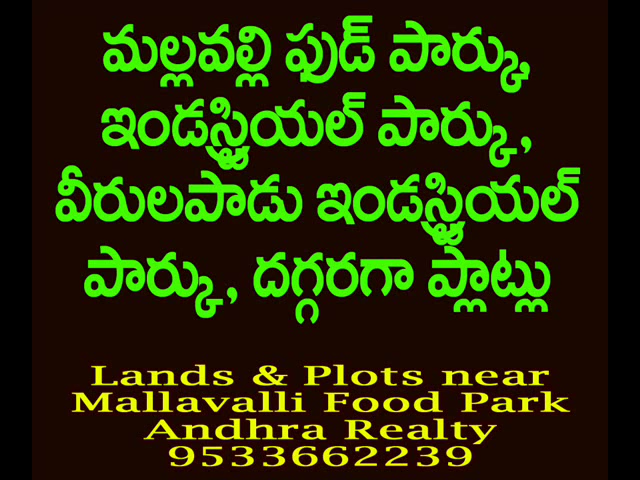 మల్లవల్లి ఫుడ్ పార్కు,
ఇండస్ట్రియల్ పార్కు,
వీరులపాడు ఇండస్ట్రియల్
పార్కు, దగ్గరగా ప్లాట్లు
Lands & Plots near
Mallavalli Food Park
Andhra Realty
9533662239